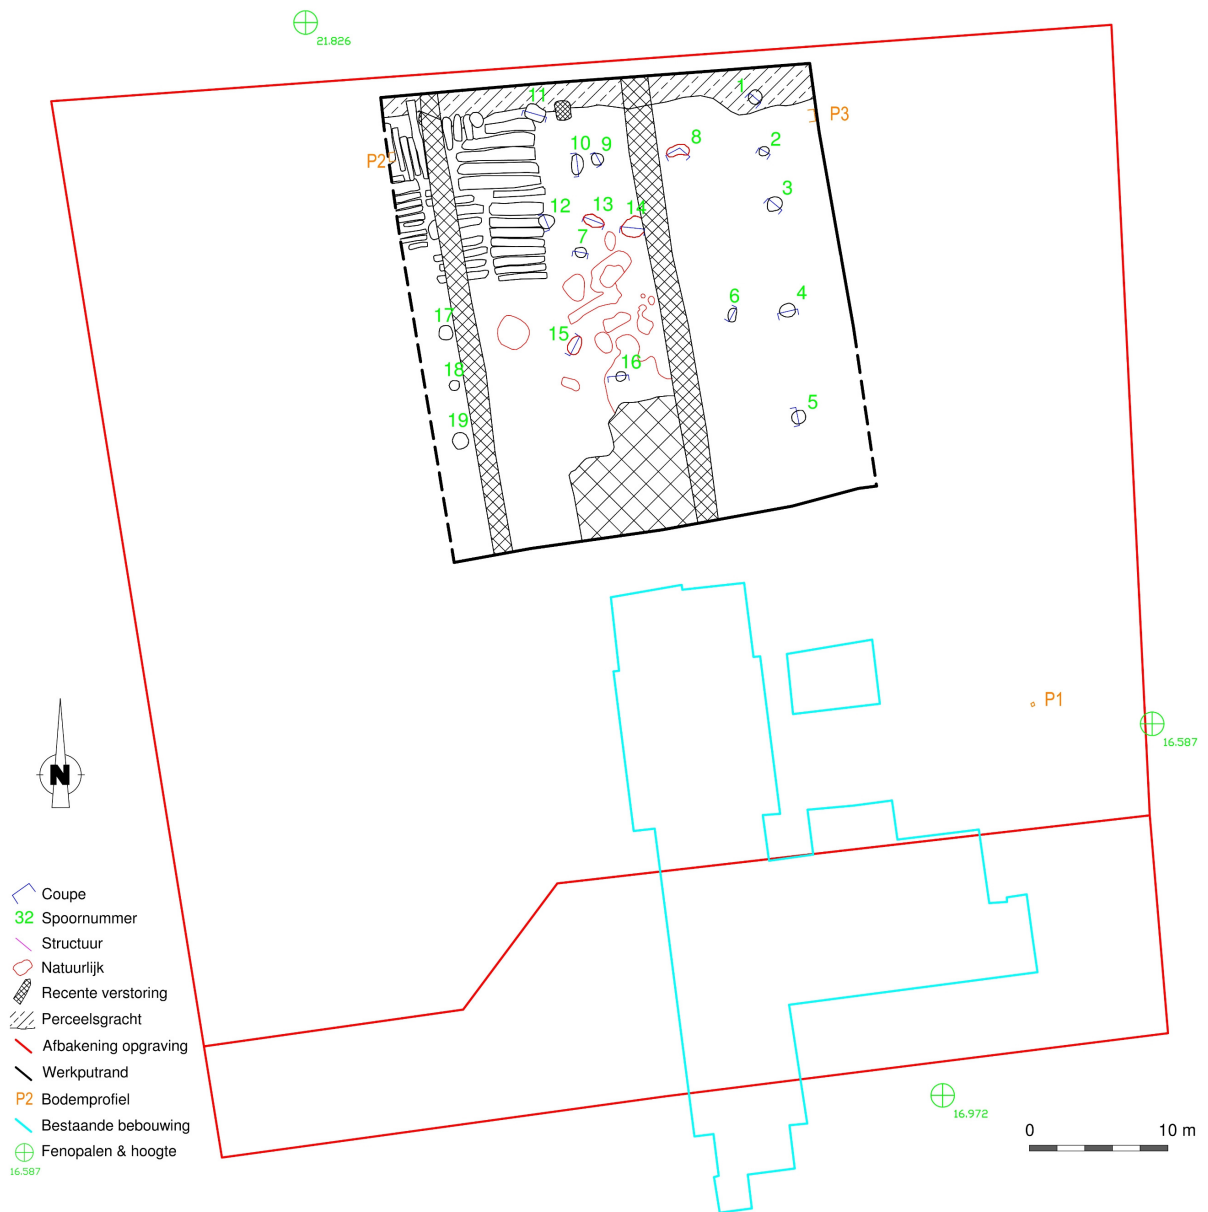 21.826
11
1
P3
P2
10
9
8
2
3
12
13
14
7
6
4
17
15
16
18
5
19
P1
16.587
N
Coupe
32 Spoornummer
Structuur
Natuurlijk
Recente verstoring
Perceelsgracht
Afbakening opgraving
Werkputrand
P2 Bodemprofiel
Bestaande bebouwing
Fenopalen & hoogte
16.587
16.972
0 10 m